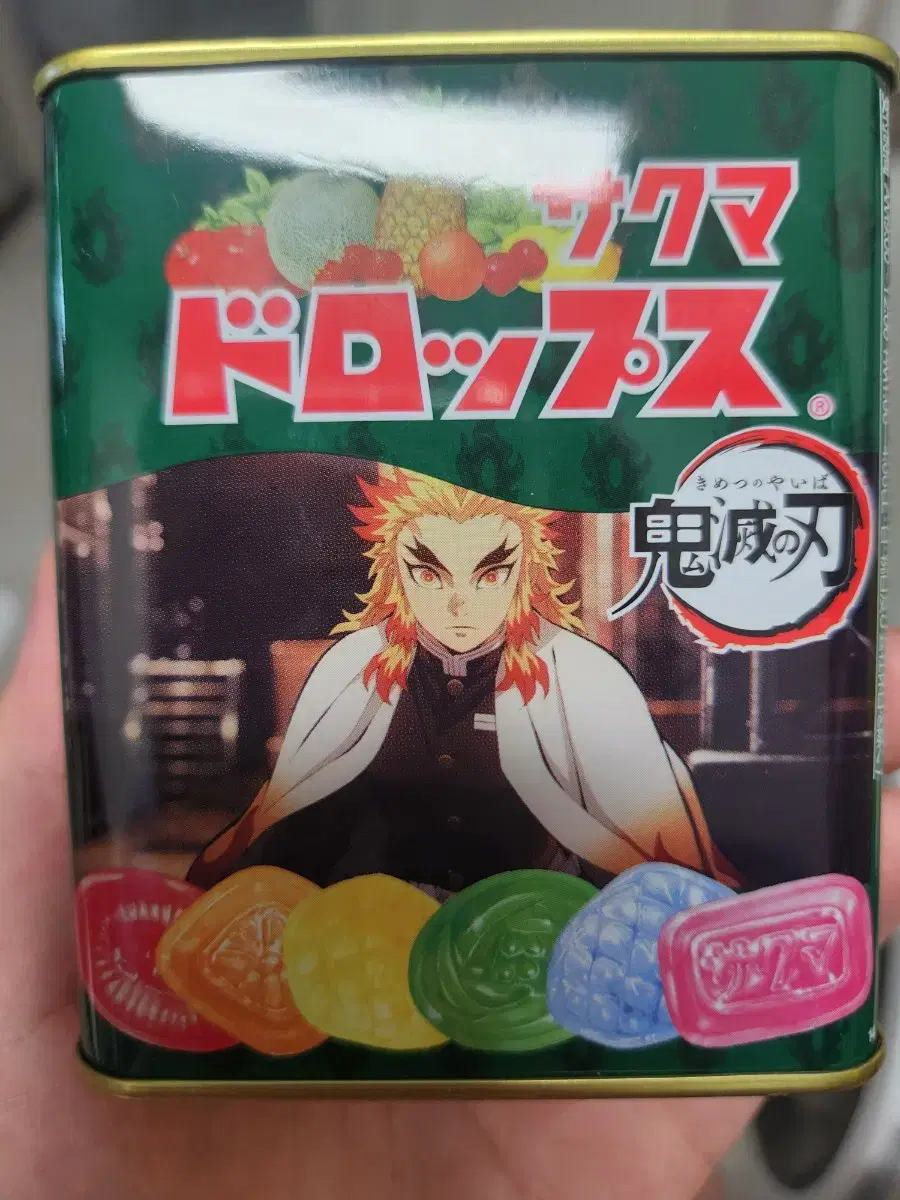 サクマ
ドロップス®
きめつのやいば
鬼滅の刃
サクマ